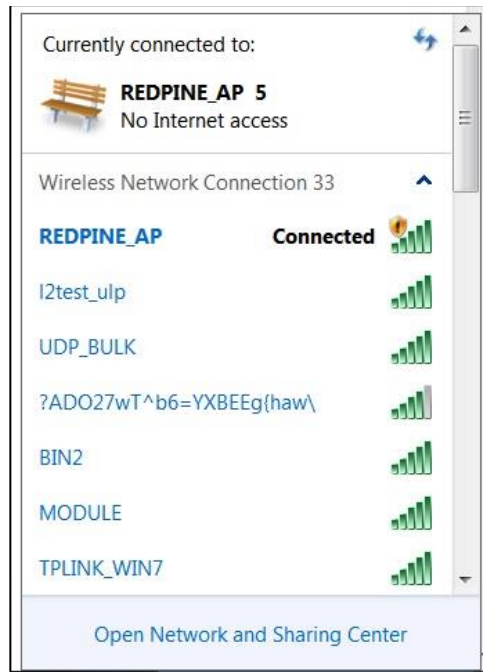 Currently connected to:
REDPINE_AP 5
No Internet access
Wireless Network Connection 33
REDPINE_AP Connected
l2test_ulp
UDP_BULK
?ADO27wT^b6=YXBEEg{haw\
BIN2
MODULE
TPLINK_WIN7
Open Network and Sharing Center